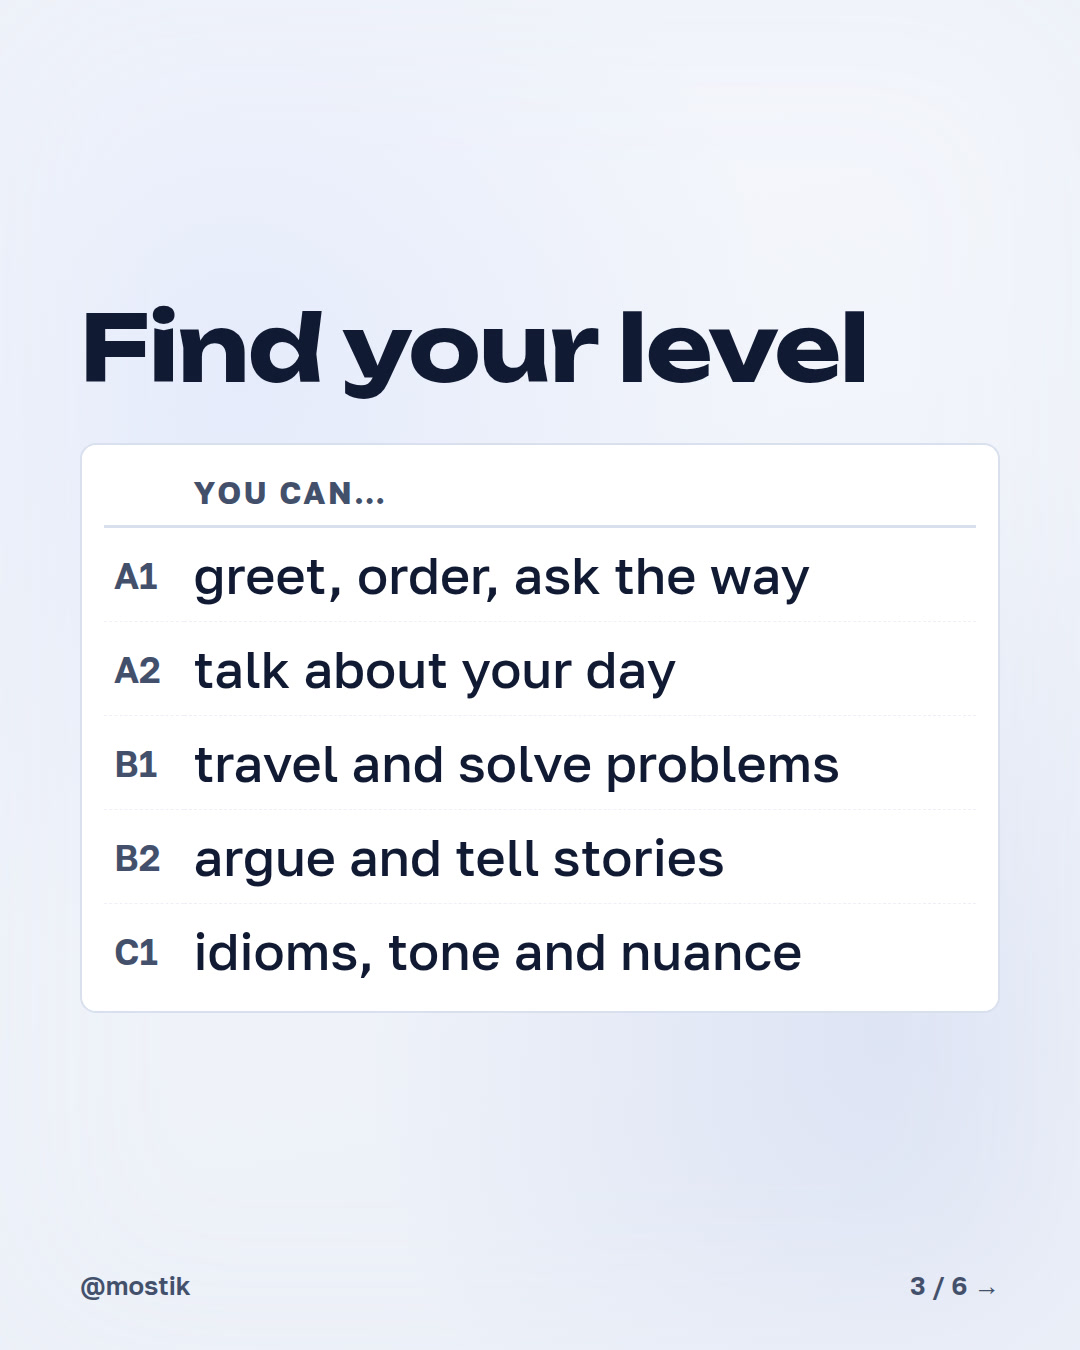 Find your level
YOU CAN...
A1 greet, order, ask the way
A2 talk about your day
B1 travel and solve problems
B2 argue and tell stories
C1 idioms, tone and nuance
@mostik
3 / 6 →